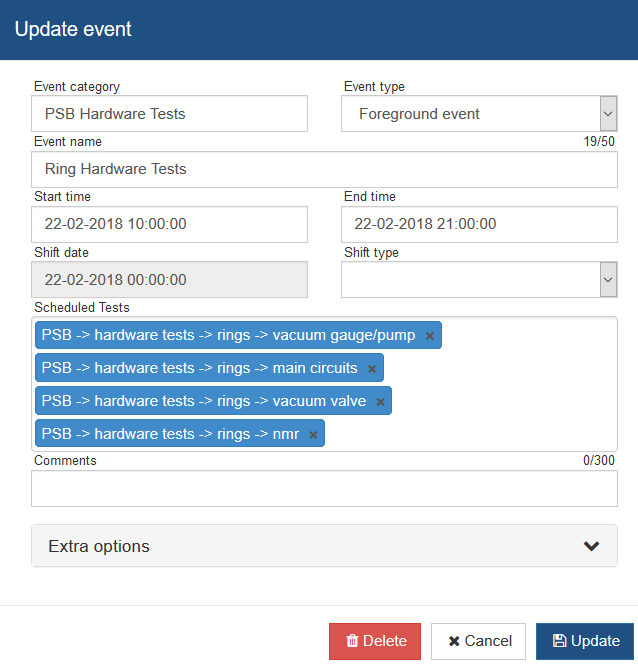 Update event
Event category
Event type
PSB Hardware Tests
Foreground event
Event name
19/50
Ring Hardware Tests
Start time
End time
22-02-2018 10:00:00
22-02-2018 21:00:00
Shift date
Shift type
22-02-2018 00:00:00
Scheduled Tests
PSB -> hardware tests -> rings -> vacuum gauge/pump ×
PSB -> hardware tests -> rings -> main circuits ×
PSB -> hardware tests -> rings -> vacuum valve ×
PSB -> hardware tests -> rings -> nmr ×
Comments
0/300
Extra options
Delete
Cancel
Update